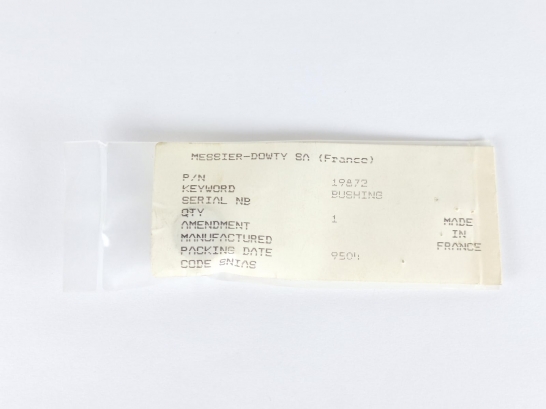 MESSIER-DOWTY SA (France)
P/N 19872
KEYWORD BUSHING
SERIAL NB
QTY 1
AMENDMENT
MANUFACTURED
PACKING DATE 9504
CODE SNIAS
MADE
IN
FRANCE